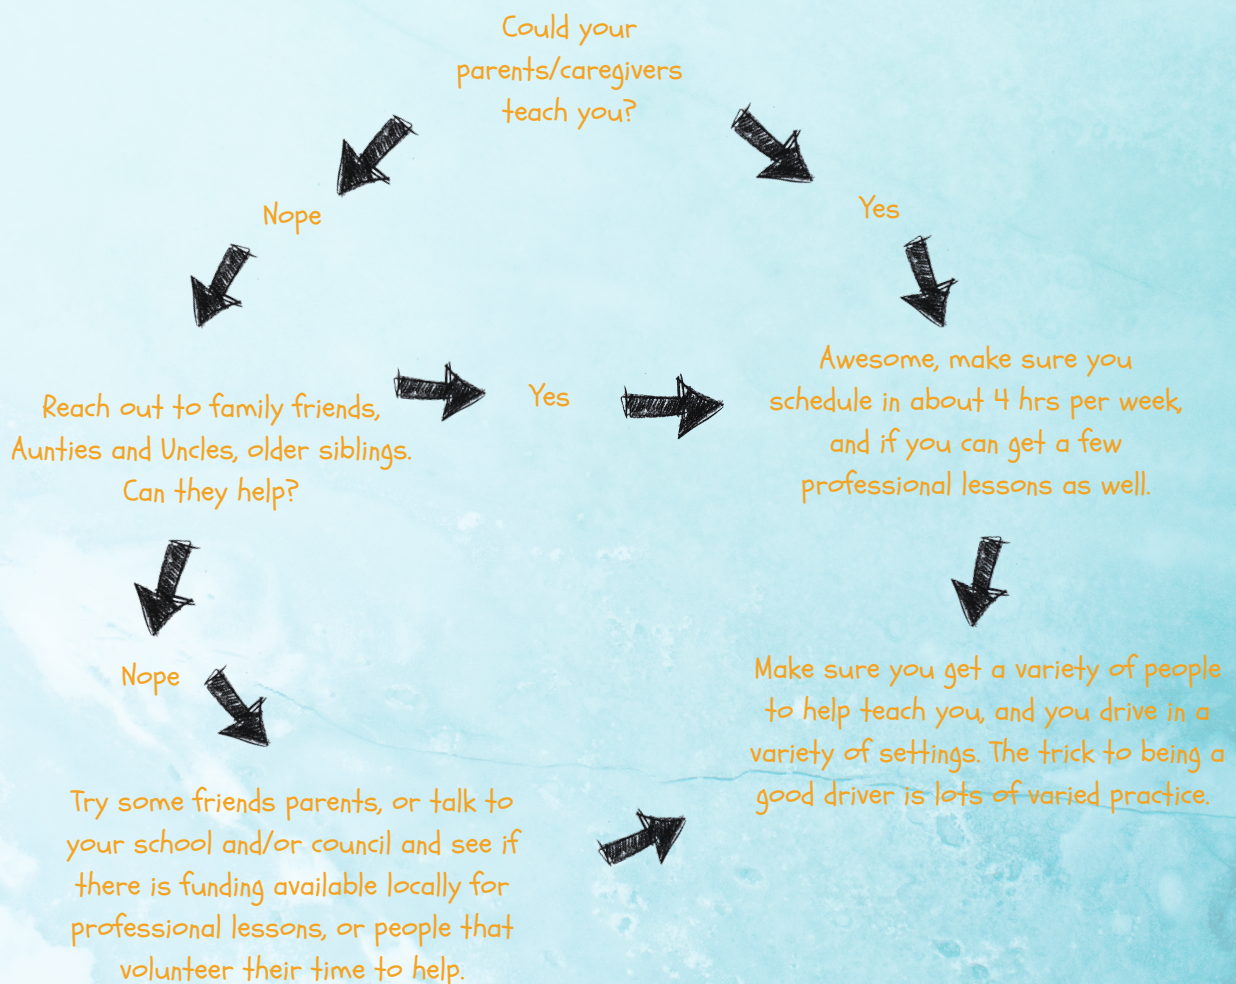 Could your
parents/caregivers
teach you?
Nope
Yes
Reach out to family friends,
Aunties and Uncles, older siblings.
Can they help?
Yes
Awesome, make sure you
schedule in about 4 hrs per week,
and if you can get a few
professional lessons as well.
Nope
Make sure you get a variety of people
to help teach you, and you drive in a
variety of settings. The trick to being a
good driver is lots of varied practice.
Try some friends parents, or talk to
your school and/or council and see if
there is funding available locally for
professional lessons, or people that
volunteer their time to help.